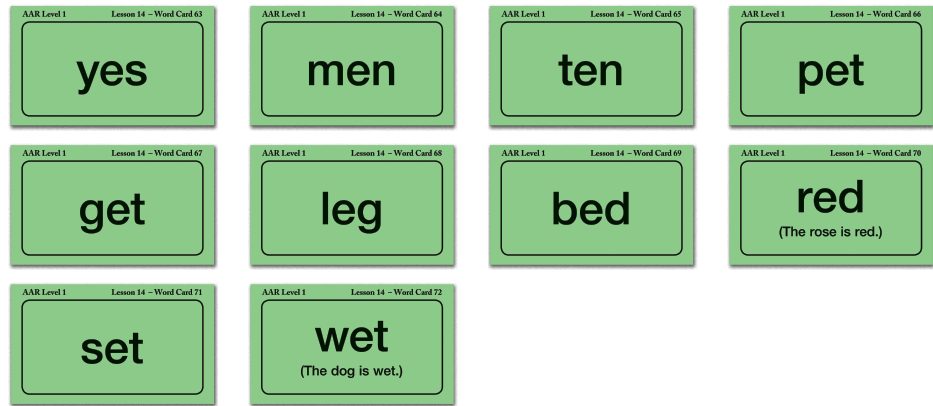 AAR Level 1 Lesson 14 – Word Card 63
yes
AAR Level 1 Lesson 14 – Word Card 64
men
AAR Level 1 Lesson 14 – Word Card 65
ten
AAR Level 1 Lesson 14 – Word Card 66
pet
AAR Level 1 Lesson 14 – Word Card 67
get
AAR Level 1 Lesson 14 – Word Card 68
leg
AAR Level 1 Lesson 14 – Word Card 69
bed
AAR Level 1 Lesson 14 – Word Card 70
red
(The rose is red.)
AAR Level 1 Lesson 14 – Word Card 71
set
AAR Level 1 Lesson 14 – Word Card 72
wet
(The dog is wet.)